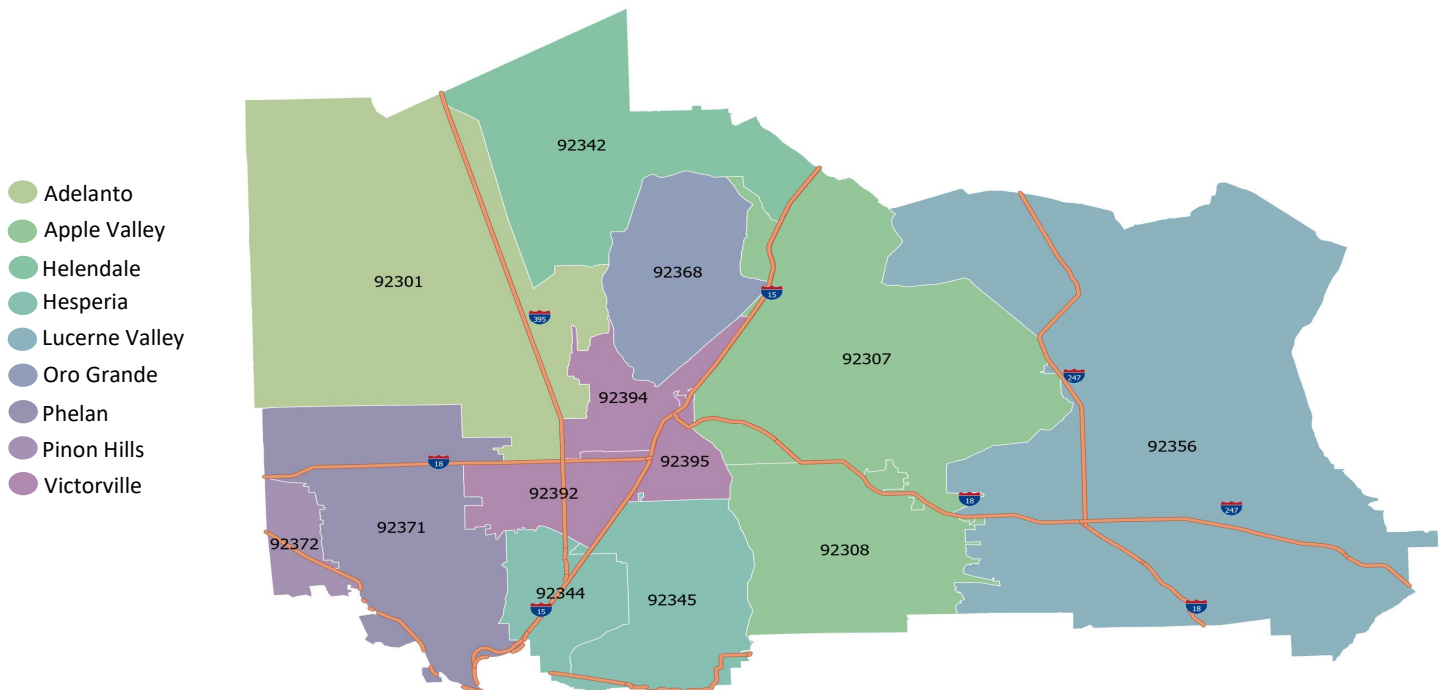 Adelanto
Apple Valley
Helendale
Hesperia
Lucerne Valley
Oro Grande
Phelan
Pinon Hills
Victorville
92342
92301
92368
15
395
92307
247
92394
92356
18
92395
92392
18
247
92371
92372
92308
92344
92345
15
18